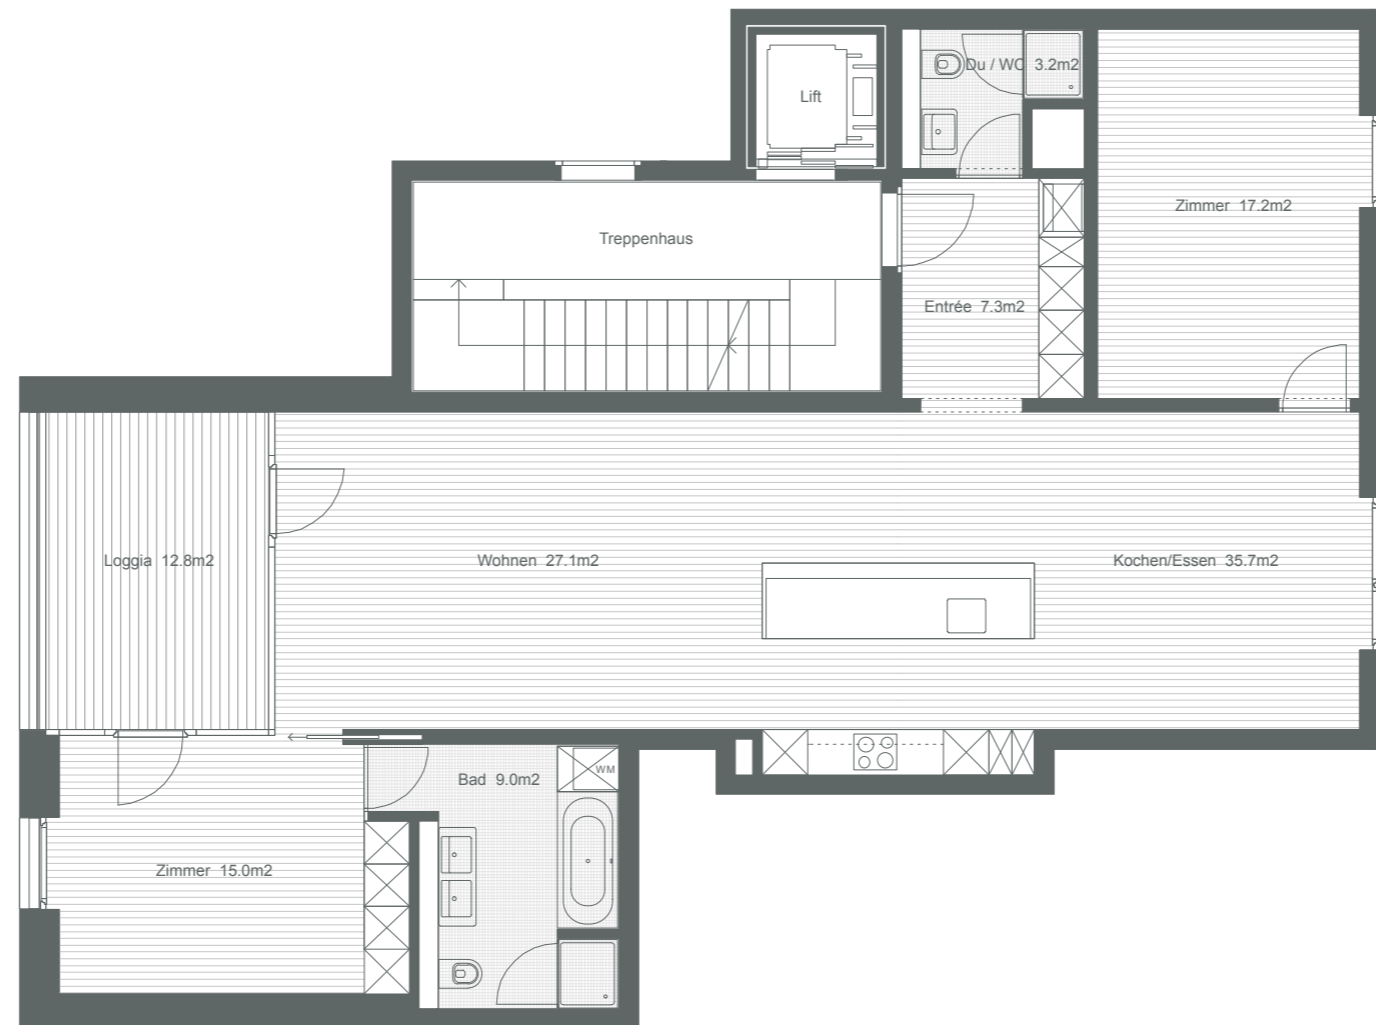 Du / WC 3.2m2
Lift
Zimmer 17.2m2
Treppenhaus
Entrée 7.3m2
Loggia 12.8m2
Wohnen 27.1m2
Kochen/Essen 35.7m2
Bad 9.0m2
WM
Zimmer 15.0m2